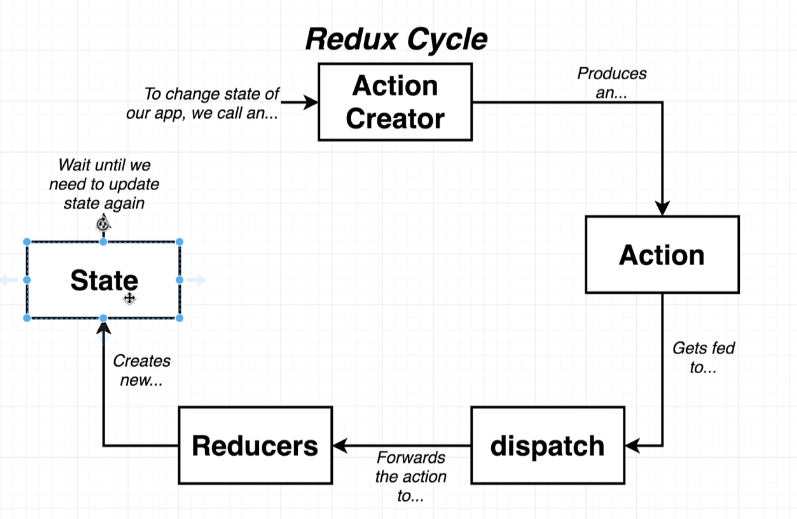 Redux Cycle
To change state of
our app, we call an...
Action
Creator
Produces
an...
Action
Gets fed
to...
dispatch
Forwards
the action
to...
Reducers
Creates
new...
State
Wait until we
need to update
state again